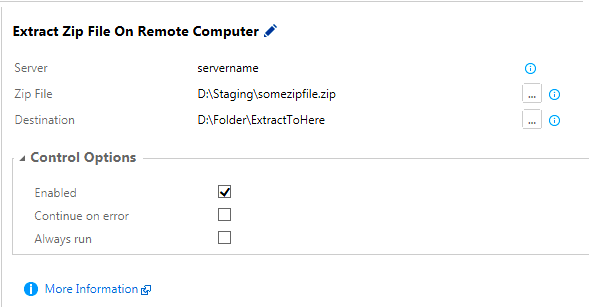 Extract Zip File On Remote Computer
Server servername
Zip File D:\Staging\somezipfile.zip ...
Destination D:\Folder\ExtractToHere ...
Control Options
Enabled
Continue on error
Always run
More Information